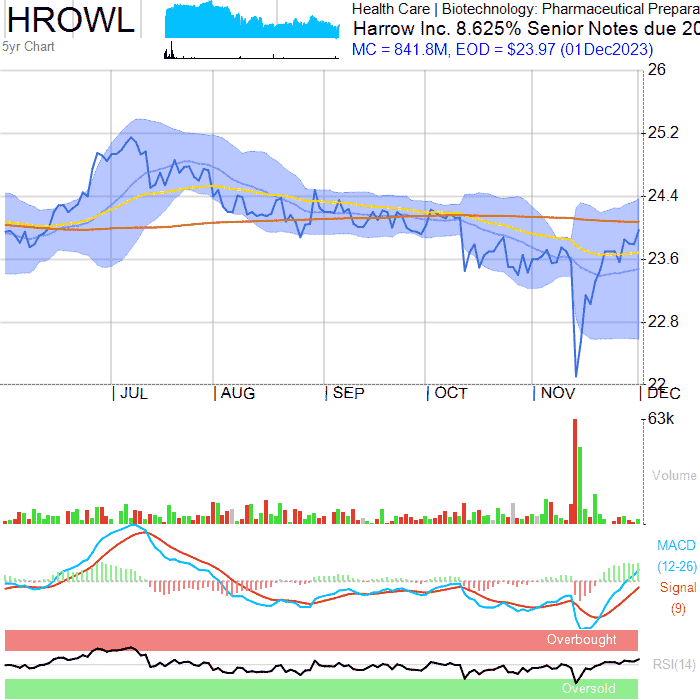 HROWL
5yr Chart
Health Care | Biotechnology: Pharmaceutical Prepara
Harrow Inc. 8.625% Senior Notes due 20
MC = 841.8M, EOD = $23.97 (01Dec2023)
26
25.2
24.4
23.6
22.8
22
JUL AUG SEP OCT NOV DEC
63k
Volume
MACD
(12-26)
Signal
(9)
Overbought
RSI(14)
Oversold